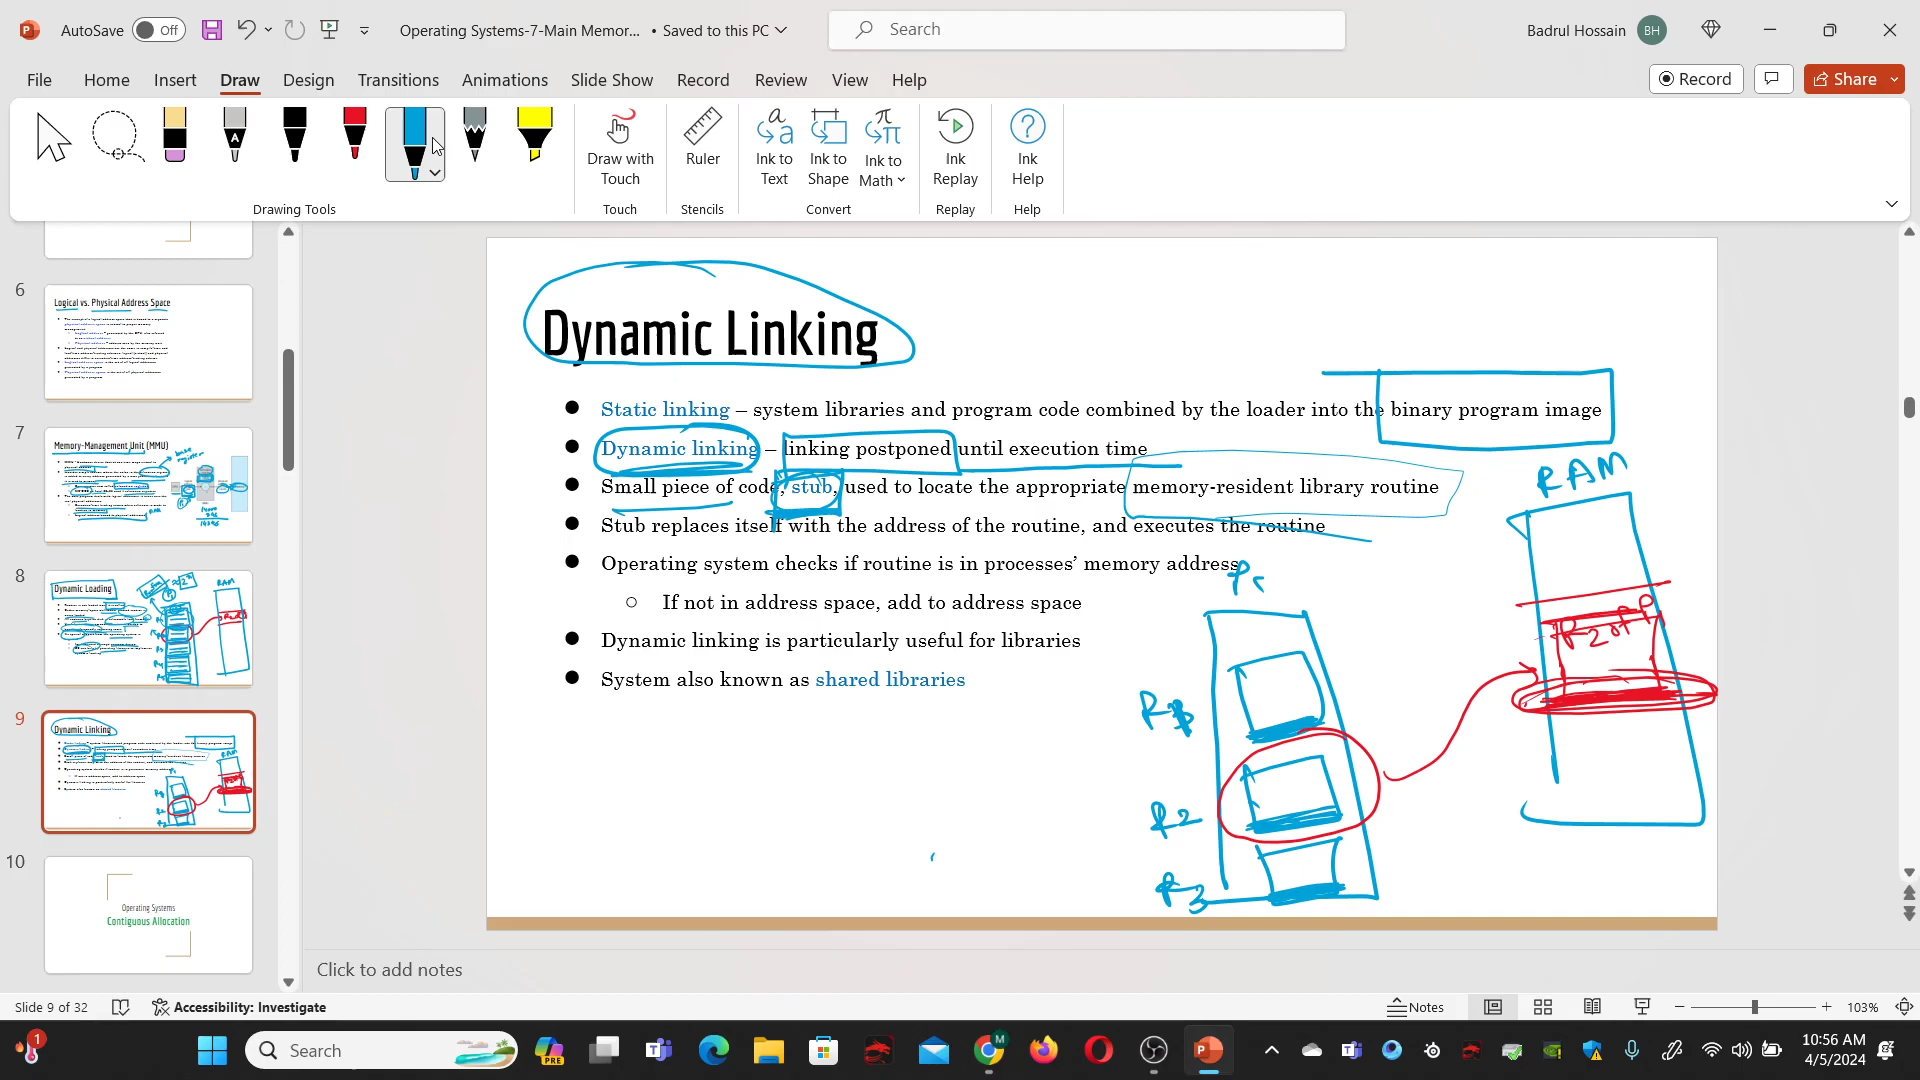 AutoSave
Off
Operating Systems-7-Main Memor... • Saved to this PC
Search
Badrul Hossain
BH
File
Home
Insert
Draw
Design
Transitions
Animations
Slide Show
Record
Review
View
Help
Record
Share
Draw with Touch
Ruler
Ink to Text
Ink to Shape
Ink to Math
Ink Replay
Ink Help
Drawing Tools
Touch
Stencils
Convert
Replay
Help
6
Logical vs. Physical Address Space
7
Memory-Management Unit (MMU)
8
Dynamic Loading
RAM
9
Dynamic Linking
RAM
10
Operating Systems
Contiguous Allocation
Dynamic Linking
● Static linking – system libraries and program code combined by the loader into the binary program image
● Dynamic linking – linking postponed until execution time
● Small piece of code, stub, used to locate the appropriate memory-resident library routine
● Stub replaces itself with the address of the routine, and executes the routine
● Operating system checks if routine is in processes’ memory address
○ If not in address space, add to address space
● Dynamic linking is particularly useful for libraries
● System also known as shared libraries
RAM
R2 of P1
R2
R3
Click to add notes
Slide 9 of 32
Accessibility: Investigate
Notes
103%
1
Search
PRE
M
10:56 AM
4/5/2024